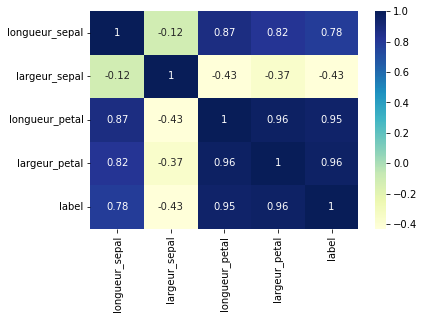 longueur_sepal 1 -0.12 0.87 0.82 0.78
largeur_sepal -0.12 1 -0.43 -0.37 -0.43
longueur_petal 0.87 -0.43 1 0.96 0.95
largeur_petal 0.82 -0.37 0.96 1 0.96
label 0.78 -0.43 0.95 0.96 1
longueur_sepal
largeur_sepal
longueur_petal
largeur_petal
label
1.0
0.8
0.6
0.4
0.2
0.0
−0.2
−0.4